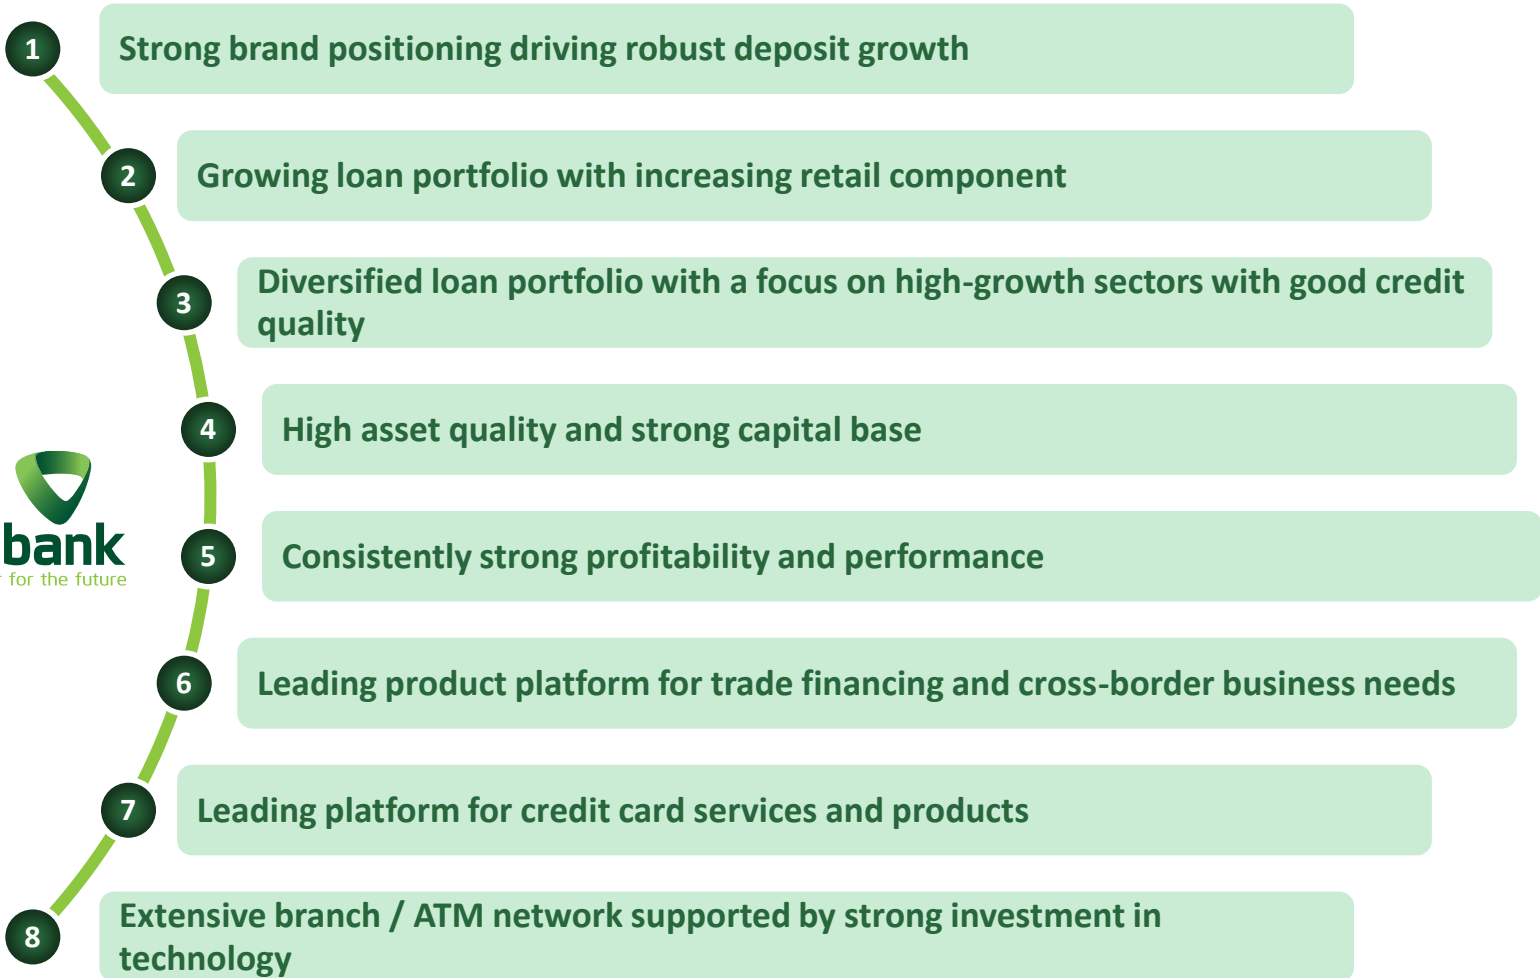 1
Strong brand positioning driving robust deposit growth
2
Growing loan portfolio with increasing retail component
3
Diversified loan portfolio with a focus on high-growth sectors with good credit
quality
4
High asset quality and strong capital base
bank
for the future
5
Consistently strong profitability and performance
6
Leading product platform for trade financing and cross-border business needs
7
Leading platform for credit card services and products
8
Extensive branch / ATM network supported by strong investment in
technology